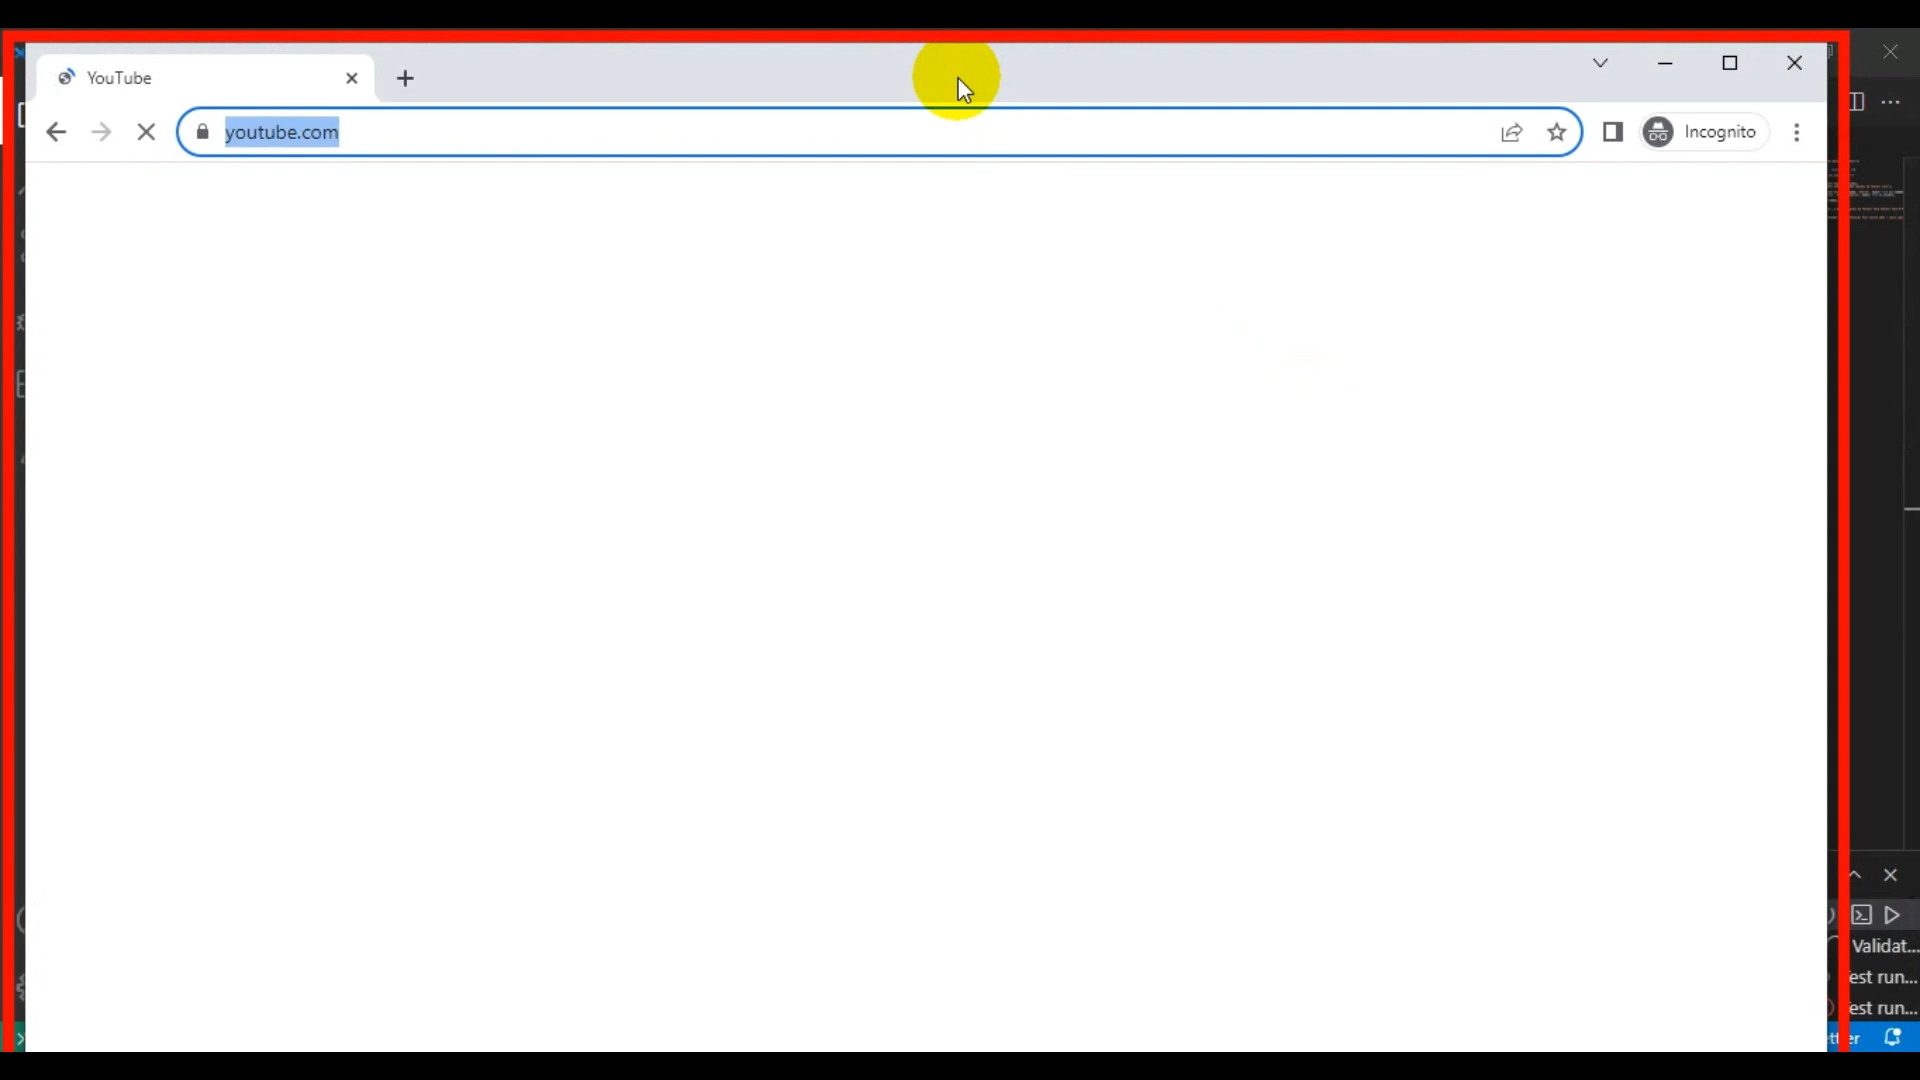 YouTube
youtube.com
Incognito
Validat...
est run...
est run...